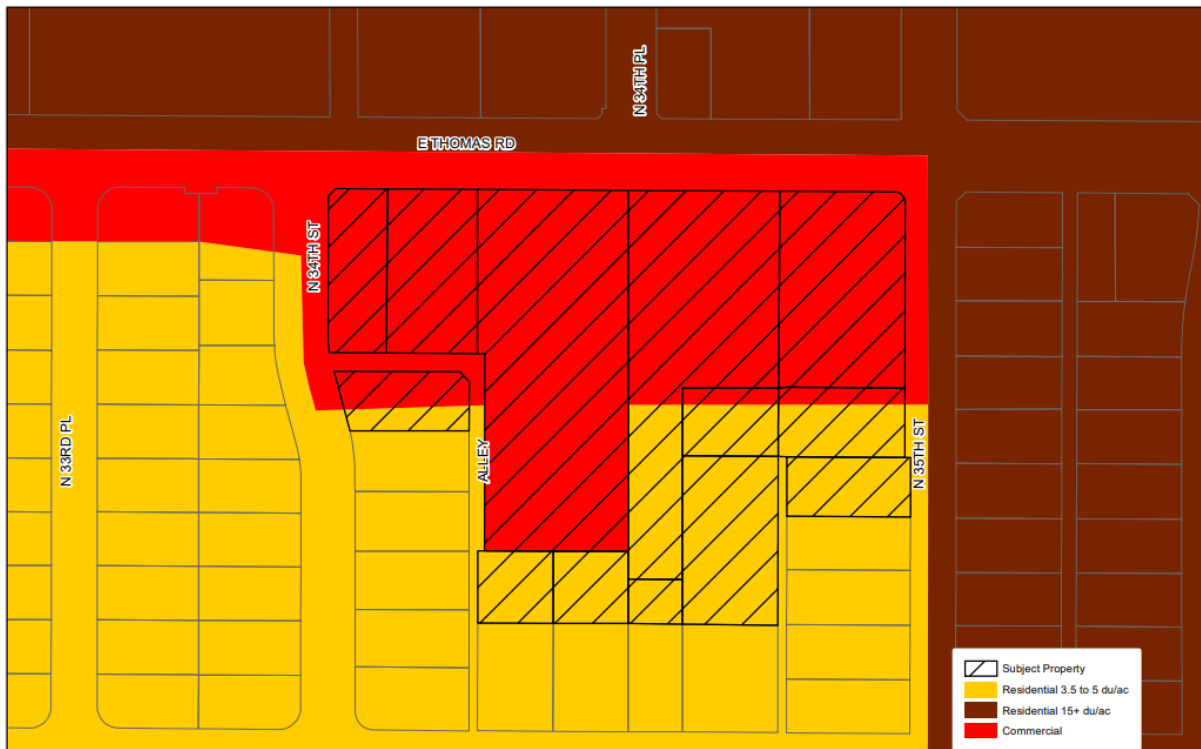 N 34TH PL
E THOMAS RD
N 34TH ST
N 33RD PL
ALLEY
N 35TH ST
Subject Property
Residential 3.5 to 5 du/ac
Residential 15+ du/ac
Commercial